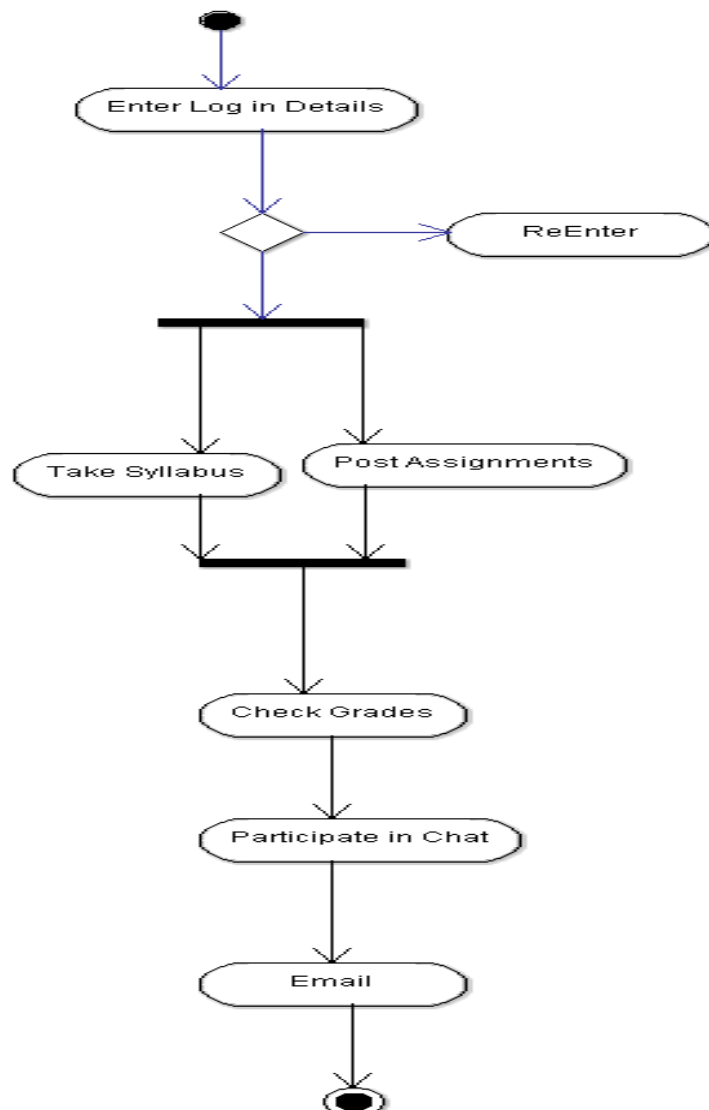 Enter Log in Details
ReEnter
Take Syllabus
Post Assignments
Check Grades
Participate in Chat
Email